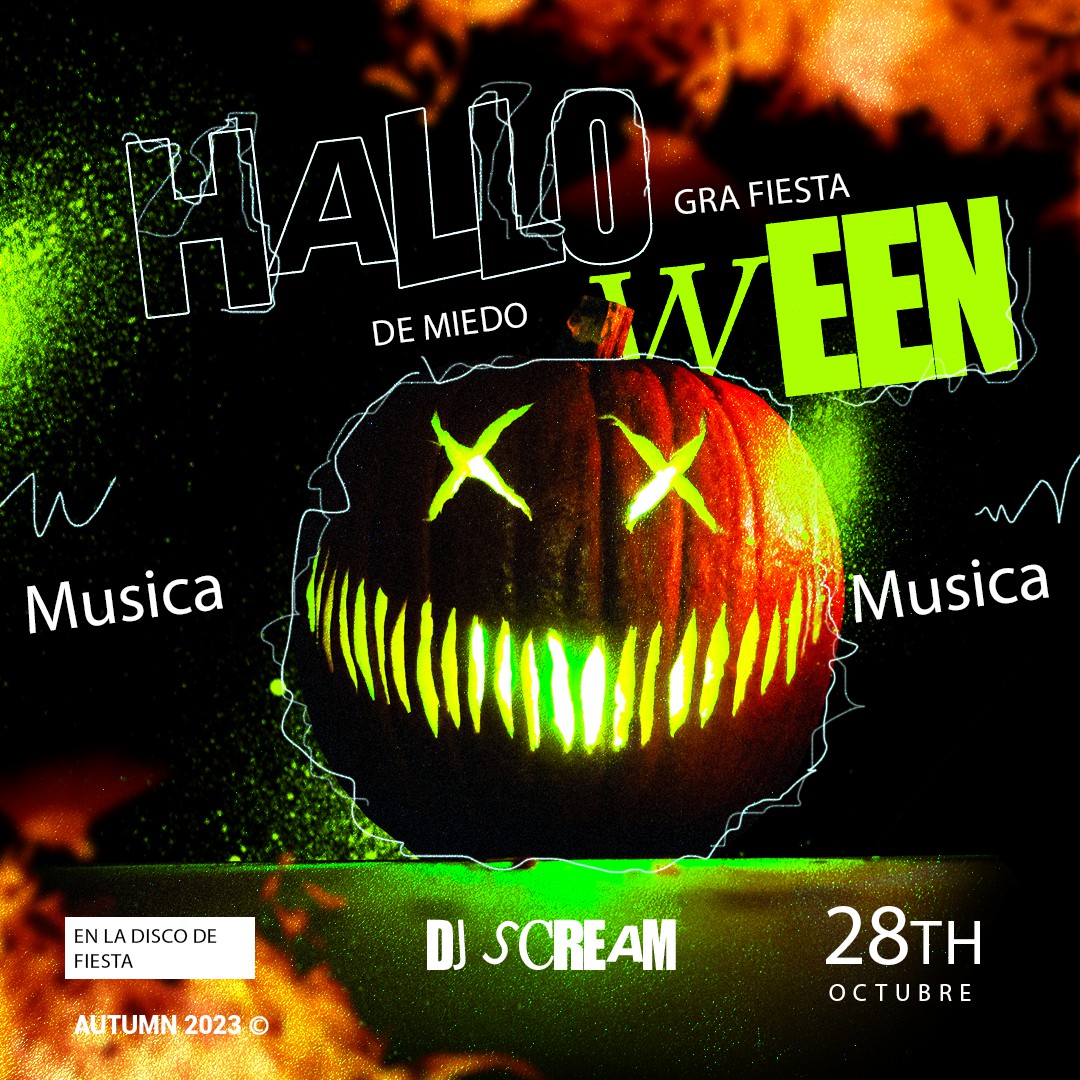 HALLO
GRA FIESTA
WEEN
DE MIEDO
Musica
Musica
EN LA DISCO DE
FIESTA
DJ SCREAM
28TH
OCTUBRE
AUTUMN 2023 ©